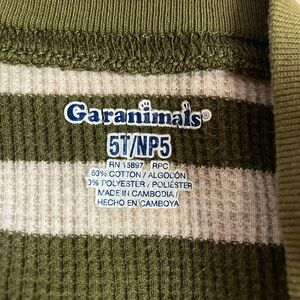 Garanimals®
5T/NP5
RN 15897 RPC
60% COTTON / ALGODÓN
POLYESTER / POLIÉSTER
MADE IN CAMBODIA /
HECHO EN CAMBOYA